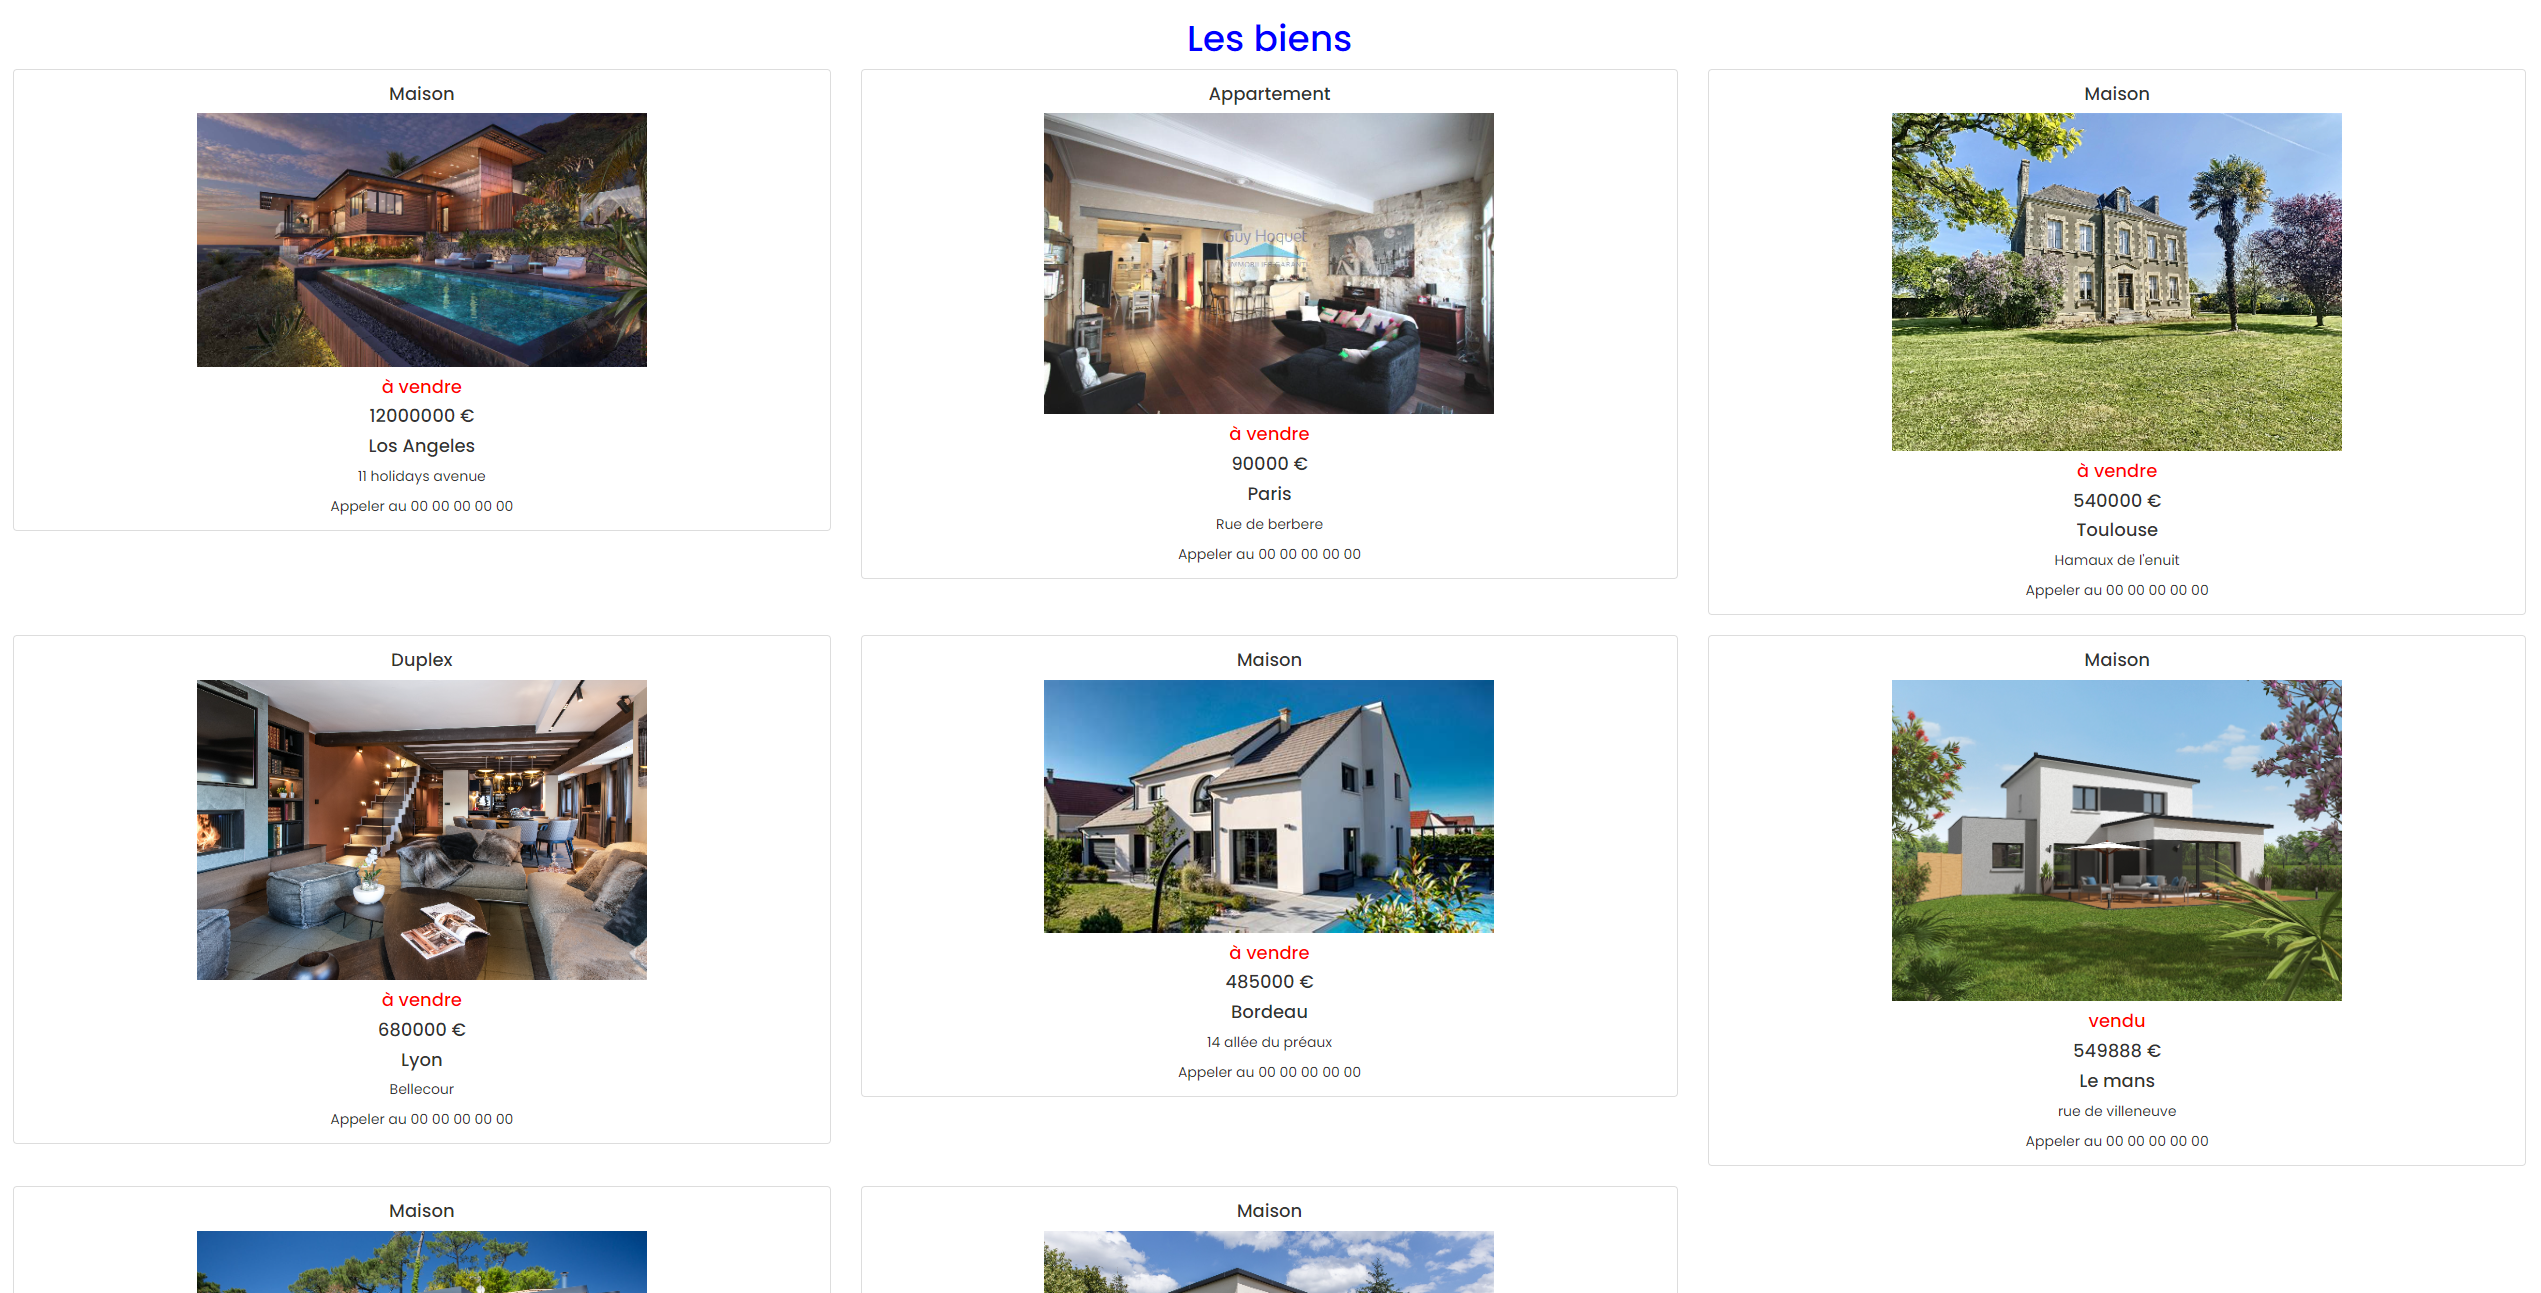 Les biens
Maison
à vendre
12000000 €
Los Angeles
11 holidays avenue
Appeler au 00 00 00 00 00
Appartement
Guy Hoquet
à vendre
90000 €
Paris
Rue de berbere
Appeler au 00 00 00 00 00
Maison
à vendre
540000 €
Toulouse
Hamaux de l'enuit
Appeler au 00 00 00 00 00
Duplex
à vendre
680000 €
Lyon
Bellecour
Appeler au 00 00 00 00 00
Maison
à vendre
485000 €
Bordeau
14 allée du préaux
Appeler au 00 00 00 00 00
Maison
vendu
549888 €
Le mans
rue de villeneuve
Appeler au 00 00 00 00 00
Maison
Maison